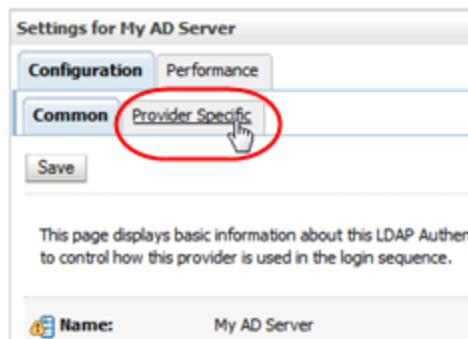 Settings for My AD Server
Configuration Performance
Common Provider Specific
Save
This page displays basic information about this LDAP
to control how this provider is used in the login sequence.
Name: My AD Server